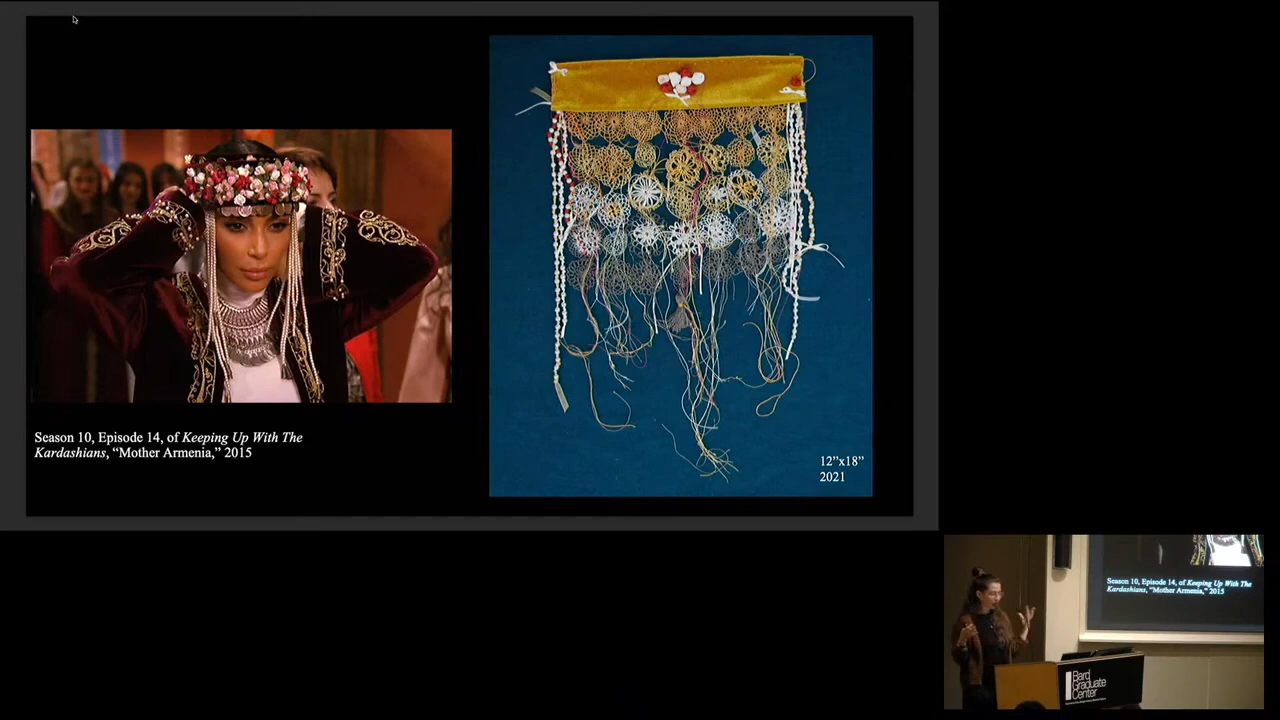 Season 10, Episode 14, of Keeping Up With The
Kardashians, “Mother Armenia,” 2015
12”x18”
2021
Season 10, Episode 14, of Keeping Up With The
Kardashians, “Mother Armenia,” 2015
Bard
Graduate
Center